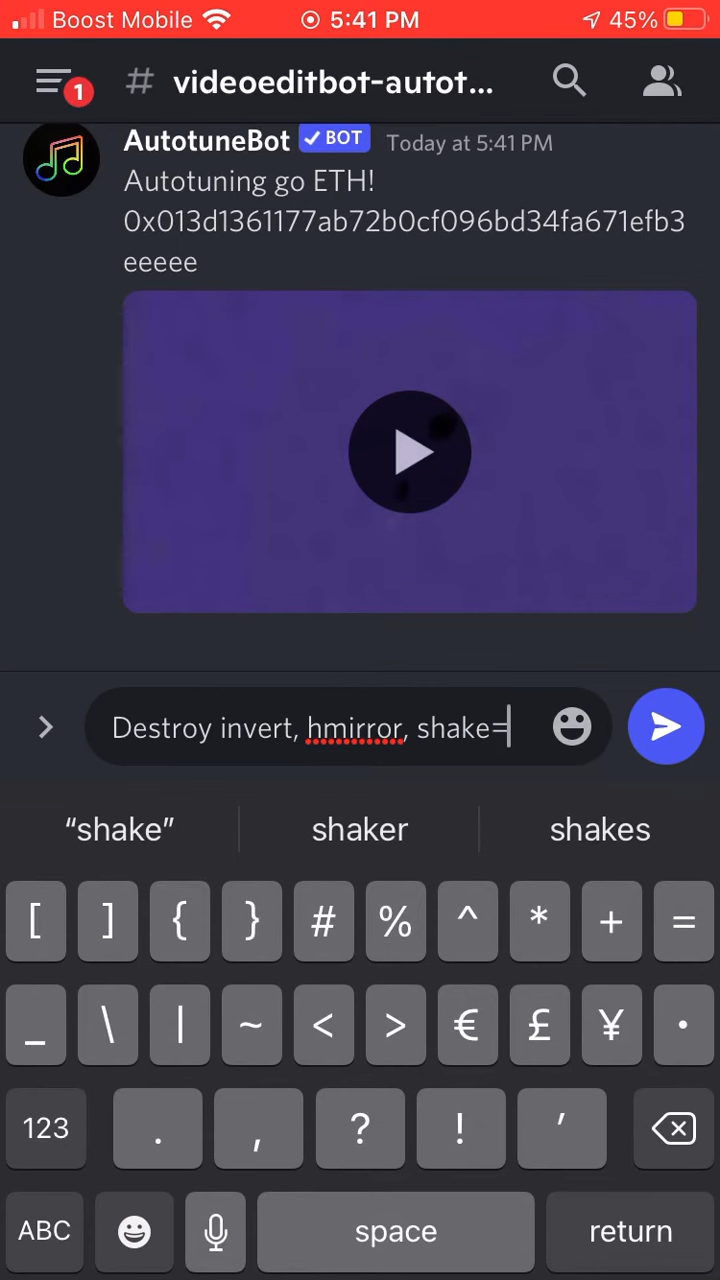 Boost Mobile 5:41 PM 45%
1 # videoeditbot-autot...
AutotuneBot ✓ BOT Today at 5:41 PM
Autotuning go ETH!
0x013d1361177ab72b0cf096bd34fa671efb3
eeeee
Destroy invert, hmirror, shake=
“shake” shaker shakes
[ ] { } # % ^ * + =
_ \ | ~ < > € £ ¥ •
123 . , ? ! ’
ABC space return